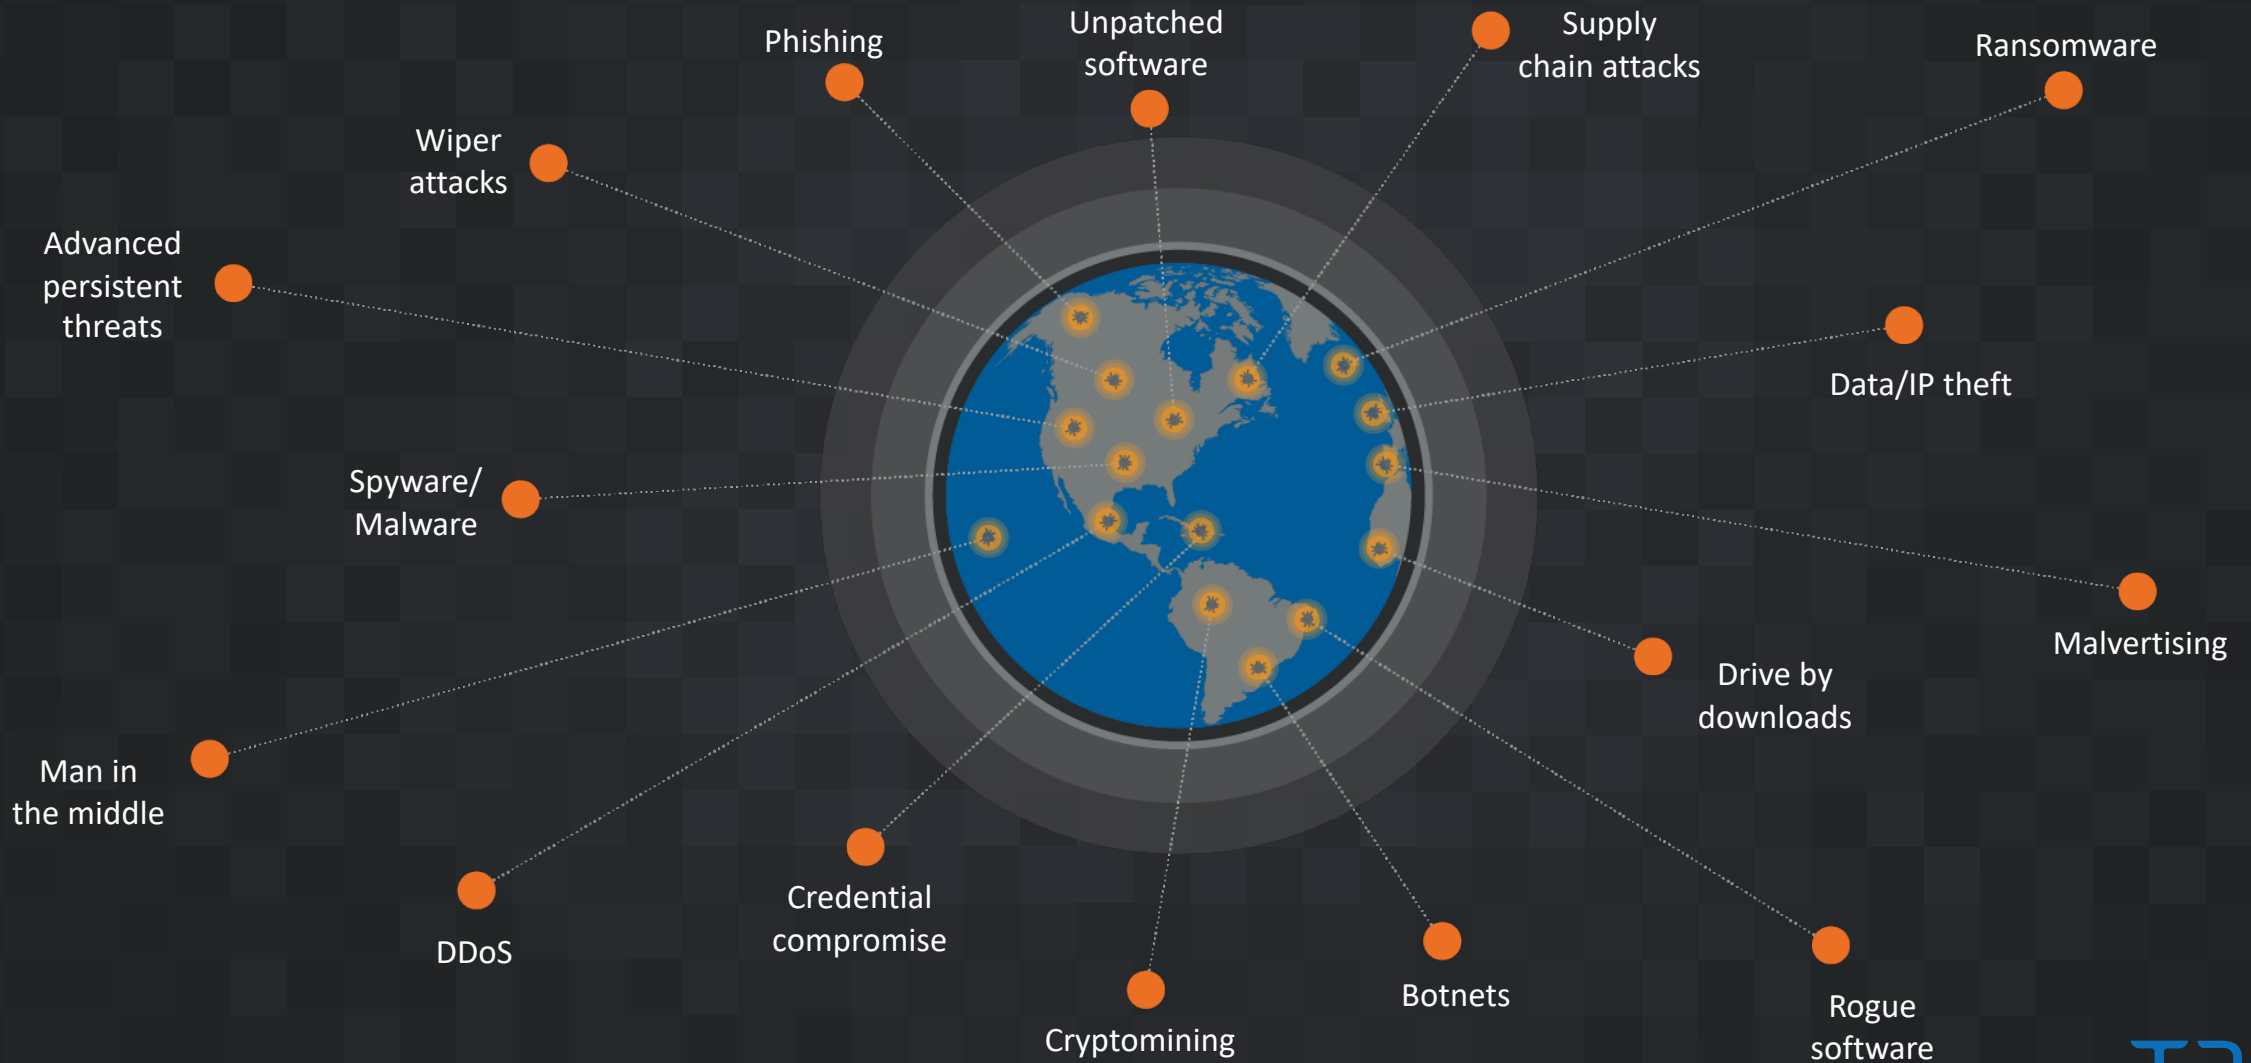 Phishing
Unpatched
software
Supply
chain attacks
Ransomware
Wiper
attacks
Advanced
persistent
threats
Data/IP theft
Spyware/
Malware
Malvertising
Drive by
downloads
Man in
the middle
Credential
compromise
DDoS
Botnets
Cryptomining
Rogue
software